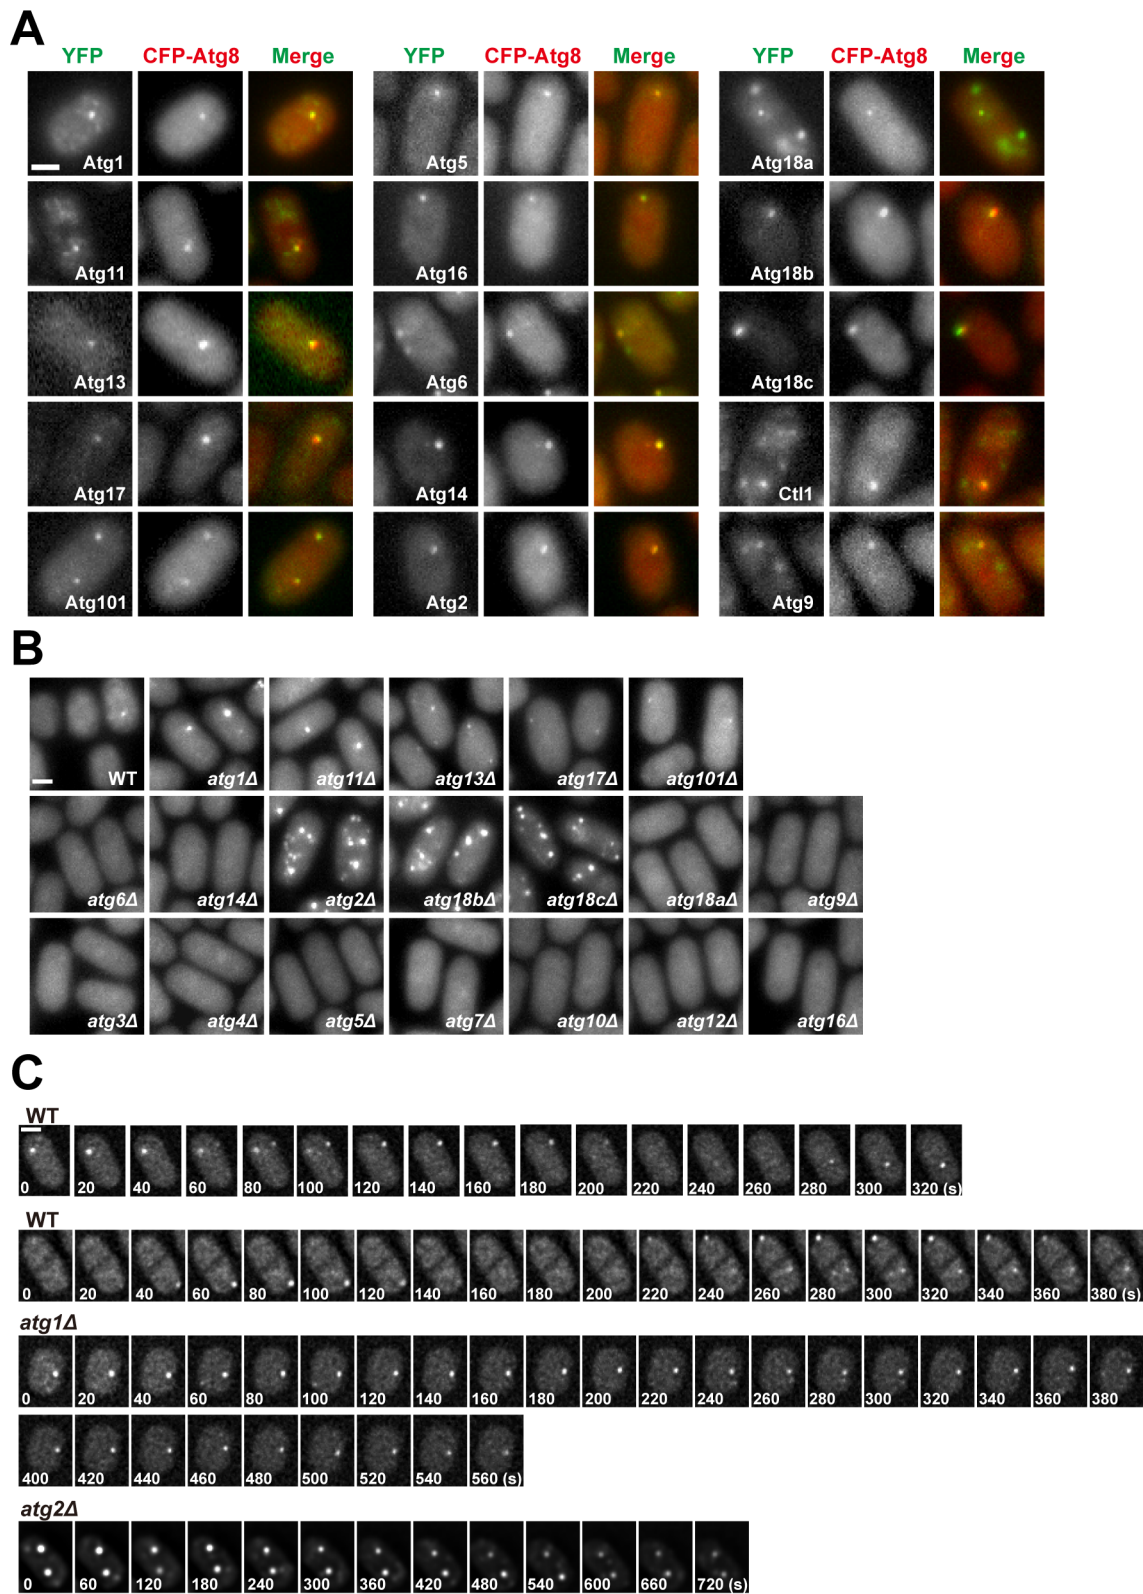 A
YFP CFP-Atg8 Merge YFP CFP-Atg8 Merge YFP CFP-Atg8 Merge
Atg1 Atg5 Atg18a
Atg11 Atg16 Atg18b
Atg13 Atg6 Atg18c
Atg17 Atg14 Ctl1
Atg101 Atg2 Atg9
B
WT atg1Δ atg11Δ atg13Δ atg17Δ atg101Δ
atg6Δ atg14Δ atg2Δ atg18bΔ atg18cΔ atg18aΔ atg9Δ
atg3Δ atg4Δ atg5Δ atg7Δ atg10Δ atg12Δ atg16Δ
C
WT
0 20 40 60 80 100 120 140 160 180 200 220 240 260 280 300 320 (s)
WT
0 20 40 60 80 100 120 140 160 180 200 220 240 260 280 300 320 340 360 380 (s)
atg1Δ
0 20 40 60 80 100 120 140 160 180 200 220 240 260 280 300 320 340 360 380
400 420 440 460 480 500 520 540 560 (s)
atg2Δ
0 60 120 180 240 300 360 420 480 540 600 660 720 (s)